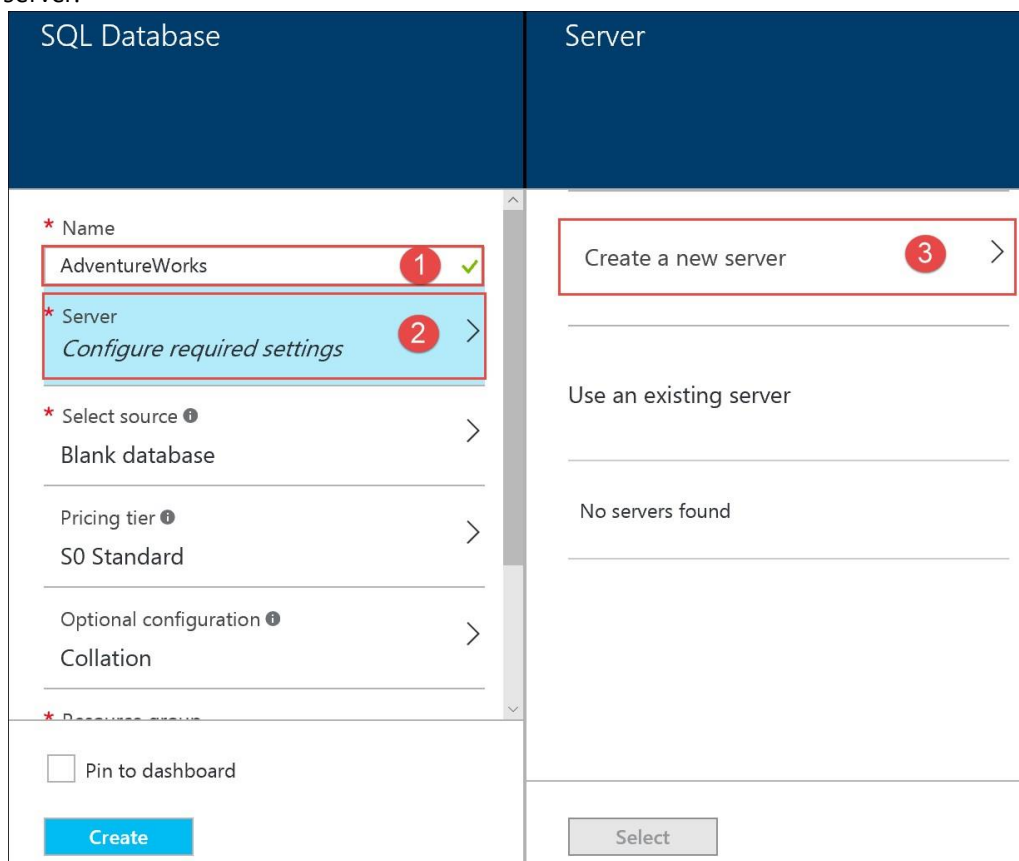 server.
SQL Database
* Name
AdventureWorks 1
* Server
Configure required settings 2
* Select source
Blank database
Pricing tier
S0 Standard
Optional configuration
Collation
* Resource group
Pin to dashboard
Create
Server
Create a new server 3
Use an existing server
No servers found
Select